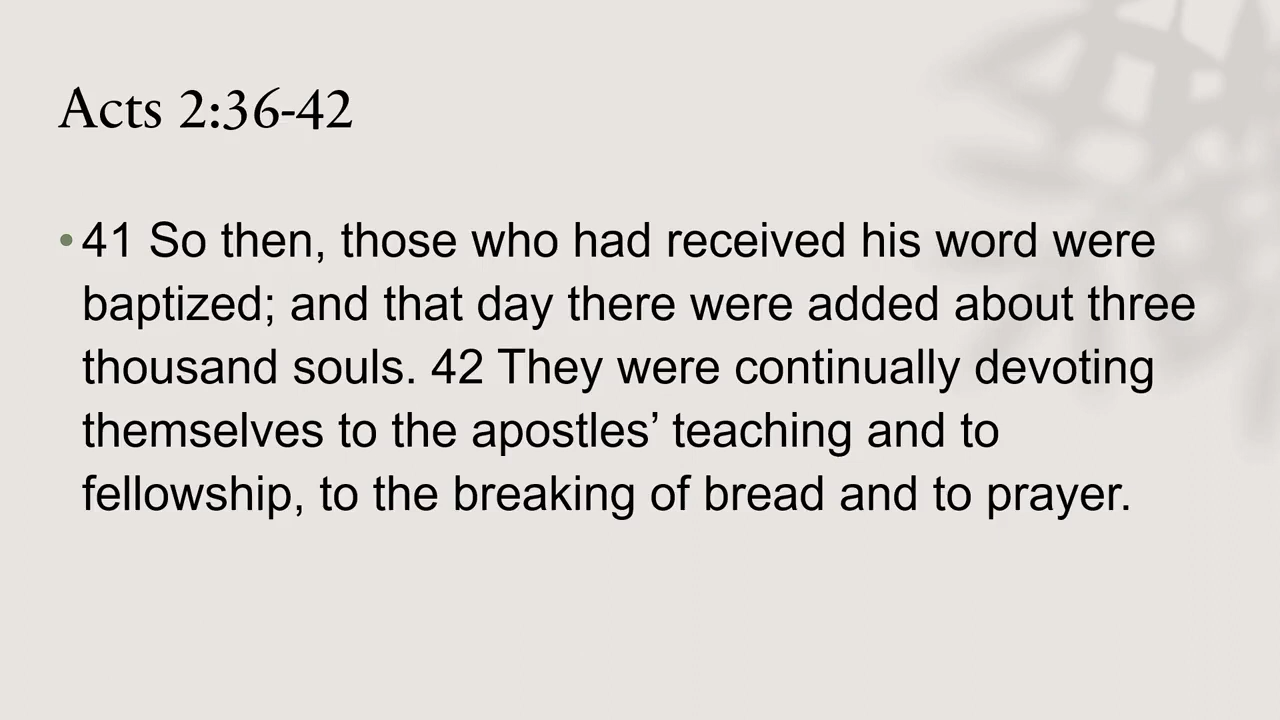 Acts 2:36-42
•41 So then, those who had received his word were
baptized; and that day there were added about three
thousand souls. 42 They were continually devoting
themselves to the apostles’ teaching and to
fellowship, to the breaking of bread and to prayer.